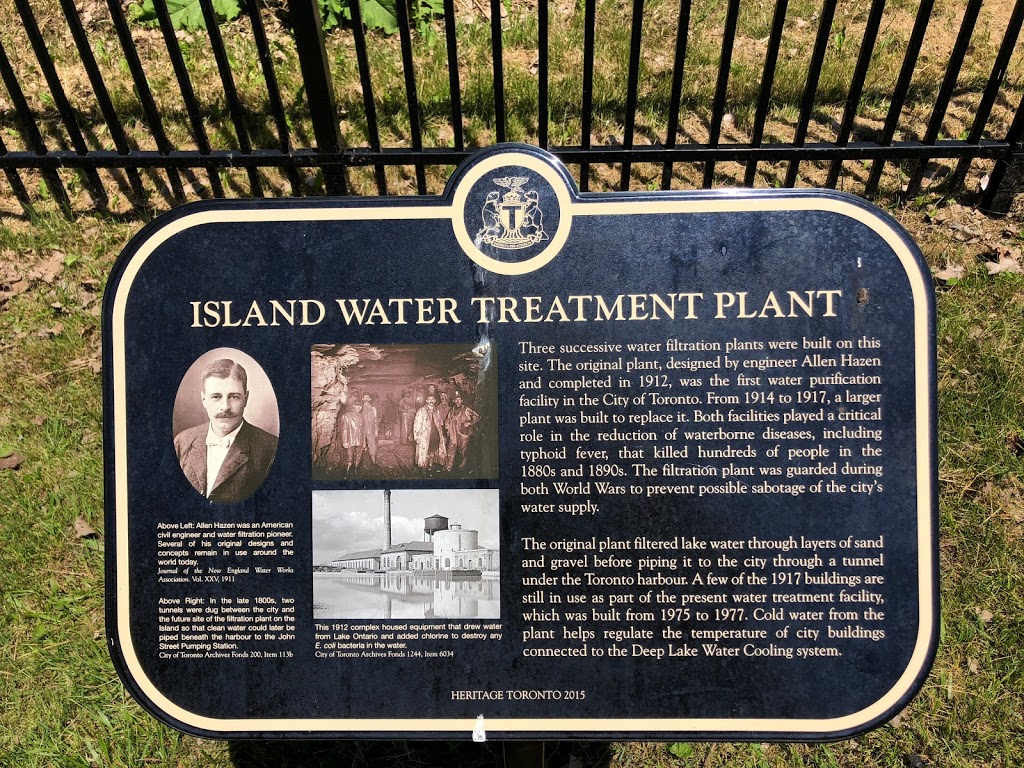 ISLAND WATER TREATMENT PLANT
Three successive water filtration plants were built on this
site. The original plant, designed by engineer Allen Hazen
and completed in 1912, was the first water purification
facility in the City of Toronto. From 1914 to 1917, a larger
plant was built to replace it. Both facilities played a critical
role in the reduction of waterborne diseases, including
typhoid fever, that killed hundreds of people in the
1880s and 1890s. The filtration plant was guarded during
both World Wars to prevent possible sabotage of the city's
water supply.
The original plant filtered lake water through layers of sand
and gravel before piping it to the city through a tunnel
under the Toronto harbour. A few of the 1917 buildings are
still in use as part of the present water treatment facility,
which was built from 1975 to 1977. Cold water from the
plant helps regulate the temperature of city buildings
connected to the Deep Lake Water Cooling system.
Above Left: Allen Hazen was an American
civil engineer and water filtration pioneer.
Several of his original designs and
concepts remain in use around the
world today.
Journal of the New England Water Works
Association. Vol. XXV, 1911
Above Right: In the late 1800s, two
tunnels were dug between the city and
the future site of the filtration plant on the
Island so that clean water could later be
piped beneath the harbour to the John
Street Pumping Station.
City of Toronto Archives Fonds 200, Item 113b
This 1912 complex housed equipment that drew water
from Lake Ontario and added chlorine to destroy any
E. coli bacteria in the water.
City of Toronto Archives Fonds 1244, Item 6034
HERITAGE TORONTO 2015